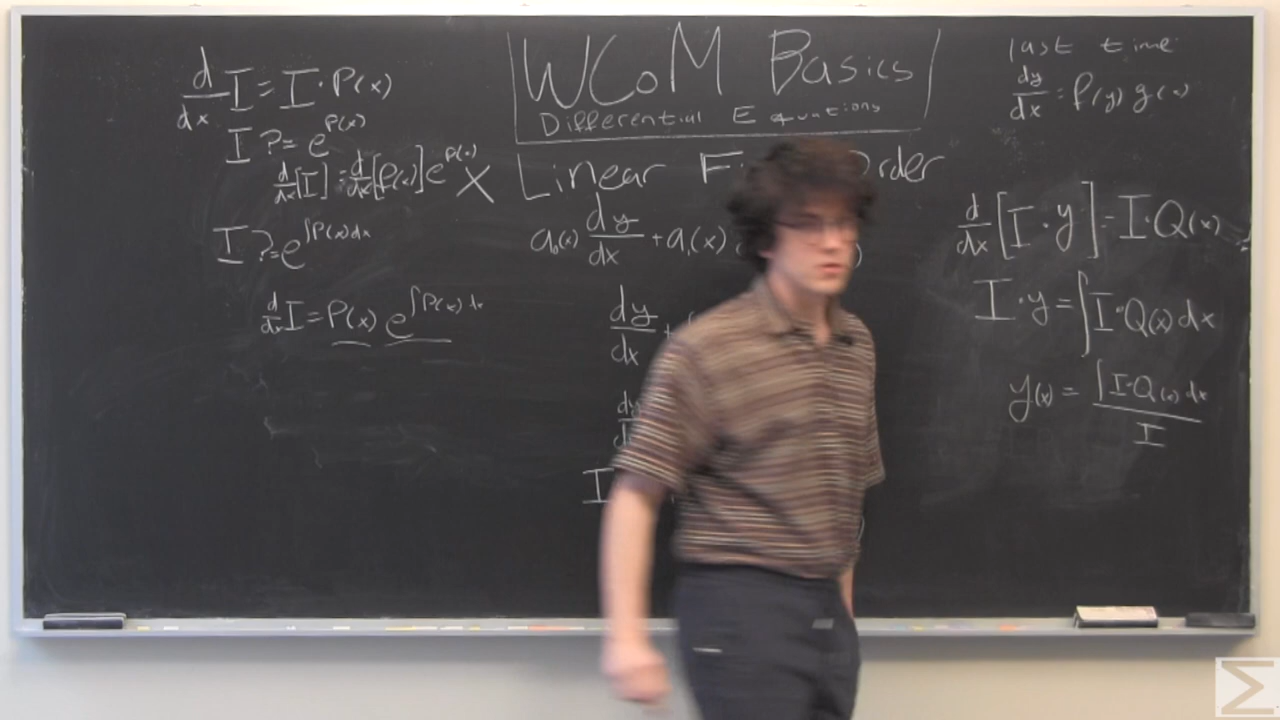 d/dx I = I · P(x)
I ?= e^P(x)
d/dx[I] = d/dx[P(x)] e^P(x) X
I ?= e^∫P(x)dx
d/dx I = P(x) e^∫P(x)dx
WCoM Basics
Differential Equations
Linear
a₀(x) dy/dx + a₁(x)
dy/dx +
I
last time
dy/dx = f(y) g(x)
d/dx [I · y] = I · Q(x)
I · y = ∫ I · Q(x) dx
y(x) = ∫ I · Q(x) dx / I
Σ